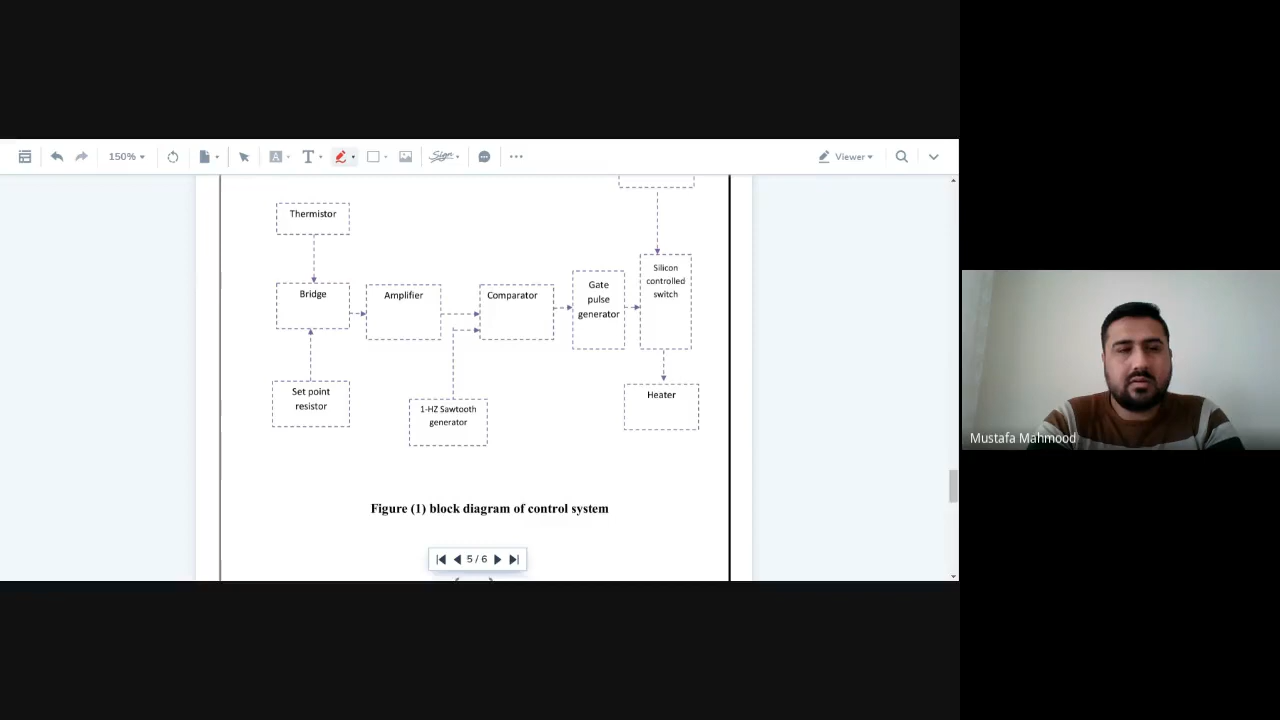 150%
A
T
Sign
Viewer
Thermistor
Bridge
Amplifier
Comparator
Gate
pulse
generator
Silicon
controlled
switch
Set point
resistor
1-HZ Sawtooth
generator
Heater
Figure (1) block diagram of control system
5 / 6
Mustafa Mahmood